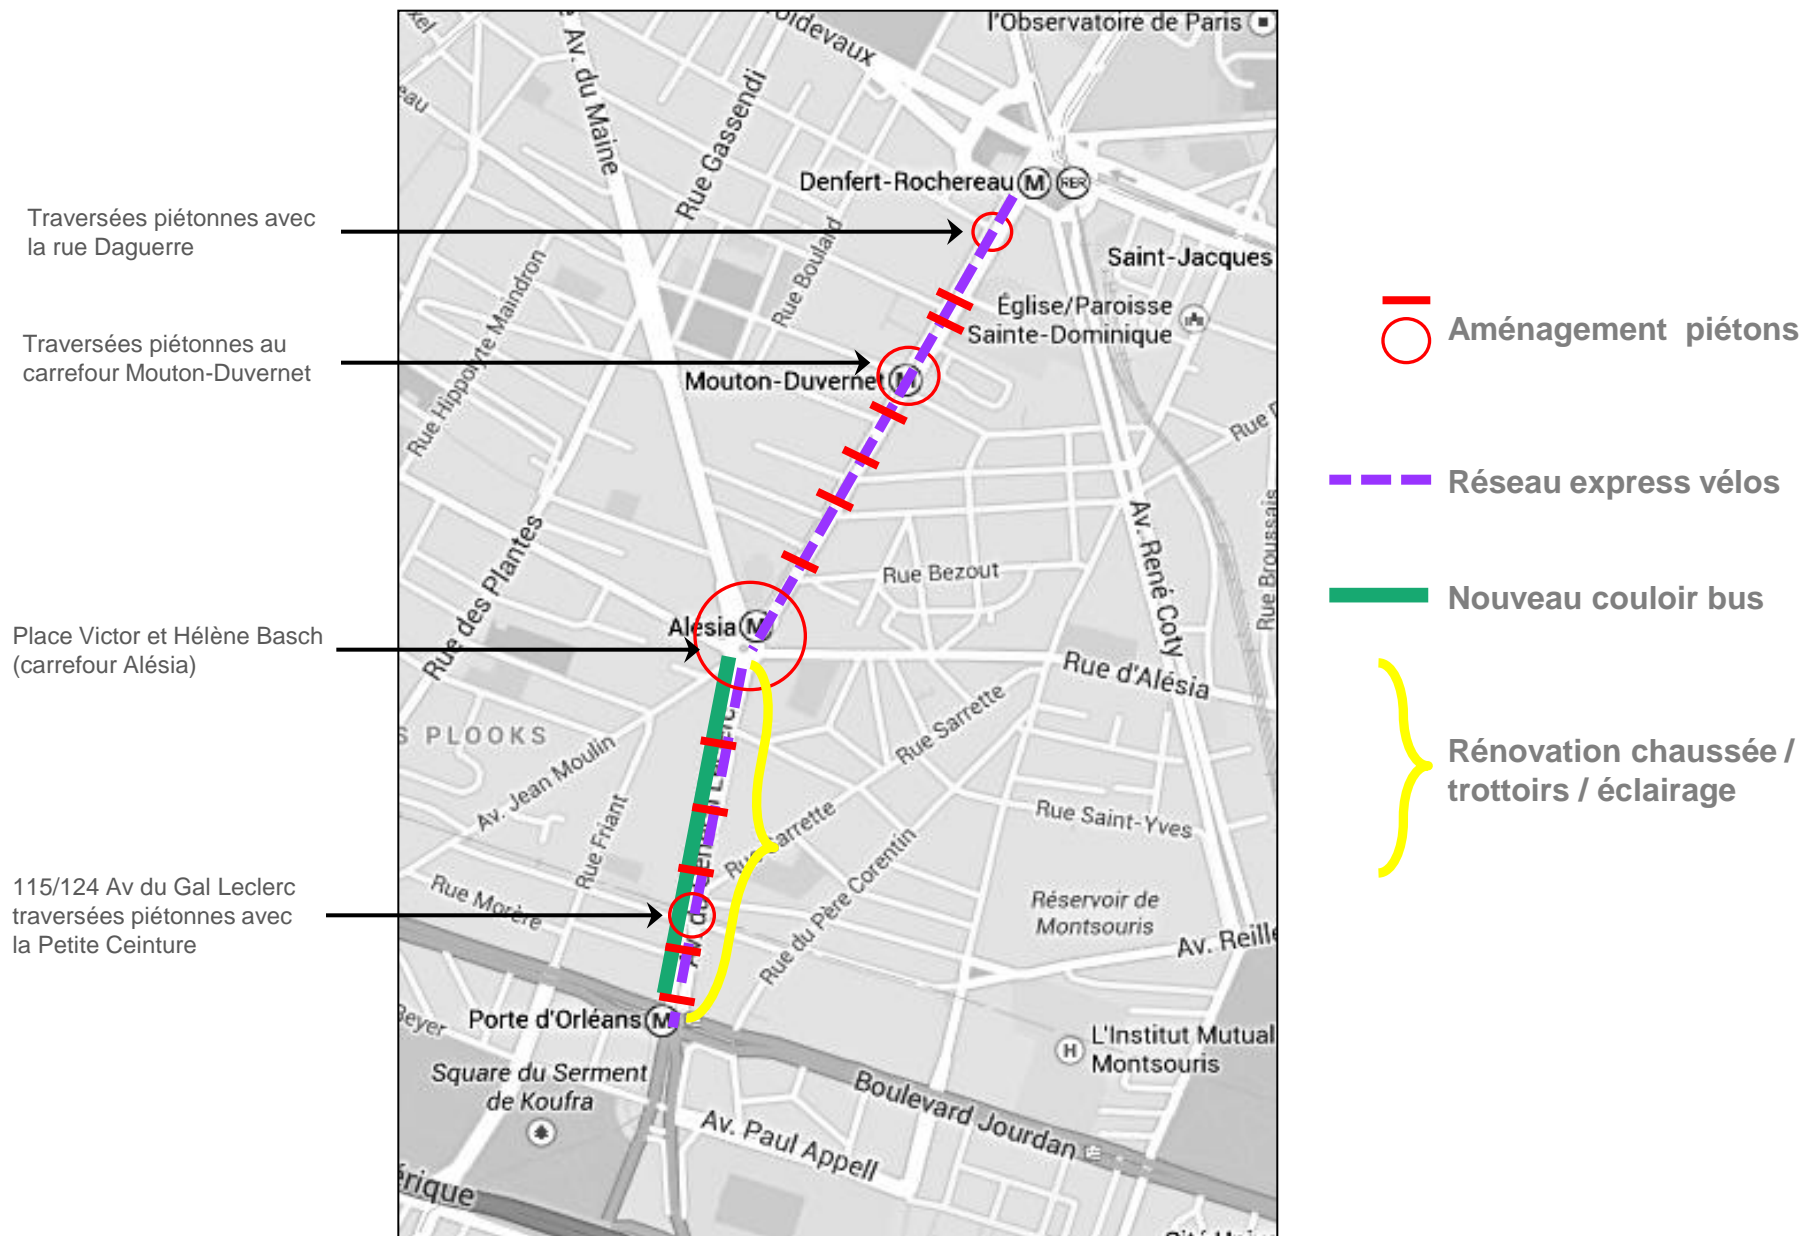 l'Observatoire de Paris
Av. du Maine
Rue Gassendi
Denfert-Rochereau M RER
Traversées piétonnes avec
la rue Daguerre
Rue Boulard
Saint-Jacques
Rue Hippolyte Maindron
Église/Paroisse
Sainte-Dominique
Aménagement piétons
Traversées piétonnes au
carrefour Mouton-Duvernet
Mouton-Duvernet M
Réseau express vélos
Av. René Coty
Rue Broussais
Rue des Plantes
Rue Bezout
Nouveau couloir bus
Place Victor et Hélène Basch
(carrefour Alésia)
Alésia M
Rue d'Alésia
Rue Sarrette
S PLOOKS
Av. Jean Moulin
Rénovation chaussée /
trottoirs / éclairage
Rue Friant
Rue Sarrette
Rue Saint-Yves
Rue du Père Corentin
115/124 Av du Gal Leclerc
traversées piétonnes avec
la Petite Ceinture
Rue Morère
Réservoir de
Montsouris
Av. Reille
Beyer
Porte d'Orléans M
H L'Institut Mutual
Montsouris
Square du Serment
de Koufra
Boulevard Jourdan
Av. Paul Appell
érique